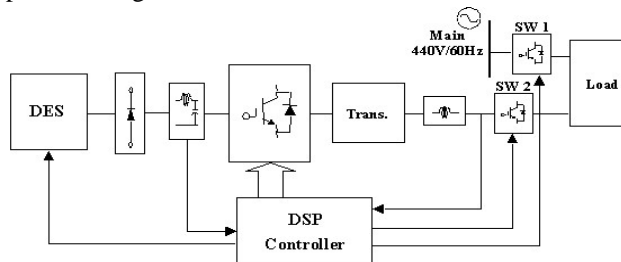 SW 1
Main
440V/60Hz
Load
SW 2
DES
Trans.
DSP
Controller